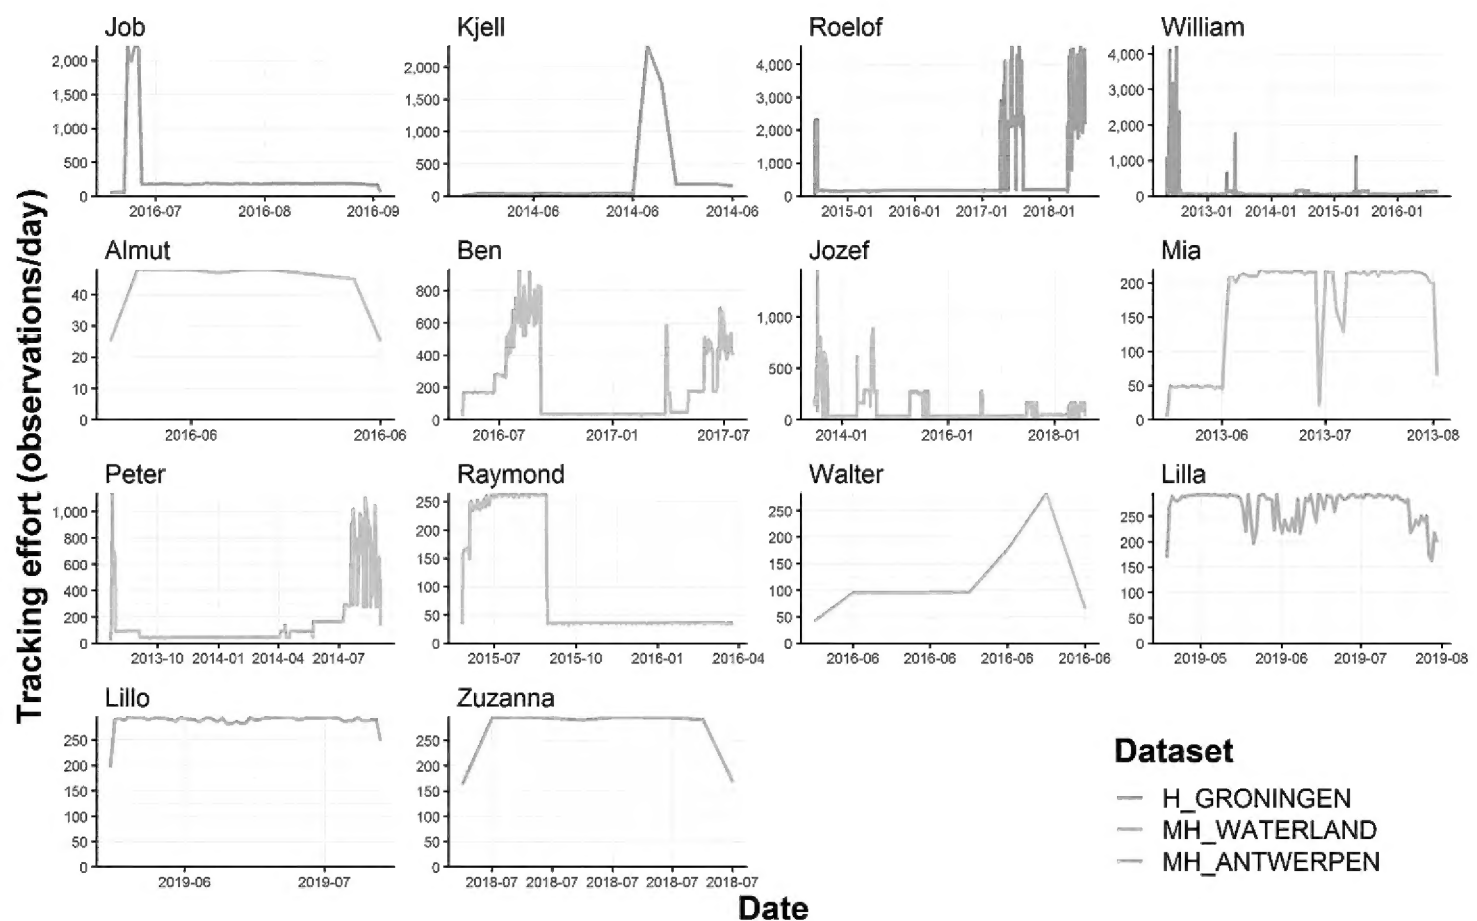 Job
Kjell
Roelof
William
2,000
1,500
1,000
500
0
2016-07 2016-08 2016-09
2,000
1,500
1,000
500
0
2014-06 2014-06 2014-06
4,000
3,000
2,000
1,000
0
2015-01 2016-01 2017-01 2018-01
4,000
3,000
2,000
1,000
0
2013-01 2014-01 2015-01 2016-01
Almut
Ben
Jozef
Mia
40
30
20
10
0
2016-06 2016-06
800
600
400
200
0
2016-07 2017-01 2017-07
1,000
500
0
2014-01 2016-01 2018-01
200
150
100
50
0
2013-06 2013-07 2013-08
Peter
Raymond
Walter
Lilla
1,000
800
600
400
200
0
2013-10 2014-01 2014-04 2014-07
250
200
150
100
50
0
2015-07 2015-10 2016-01 2016-04
250
200
150
100
50
0
2016-06 2016-06 2016-06 2016-06
250
200
150
100
50
0
2019-05 2019-06 2019-07 2019-08
Lillo
Zuzanna
250
200
150
100
50
0
2019-06 2019-07
250
200
150
100
50
0
2018-07 2018-07 2018-07 2018-07 2018-07
Tracking effort (observations/day)
Date
Dataset
H_GRONINGEN
MH_WATERLAND
MH_ANTWERPEN